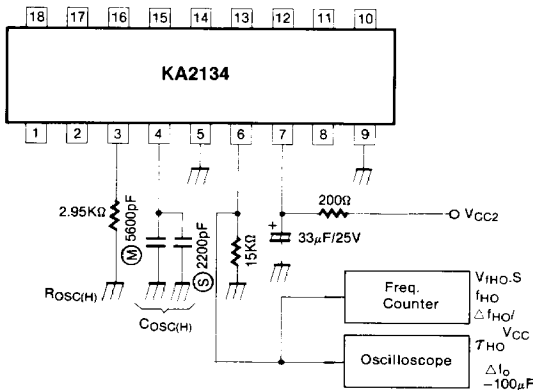 18 17 16 15 14 13 12 11 10
KA2134
1 2 3 4 5 6 7 8 9
2.95KΩ
M 5600pF
S 2200pF
15KΩ
200Ω
VCC2
+
33μF/25V
ROSC(H)
COSC(H)
Freq.
Counter
VfHO.S
fHO
ΔfHO/
VCC
Oscilloscope
τHO
Δfo
-100μF